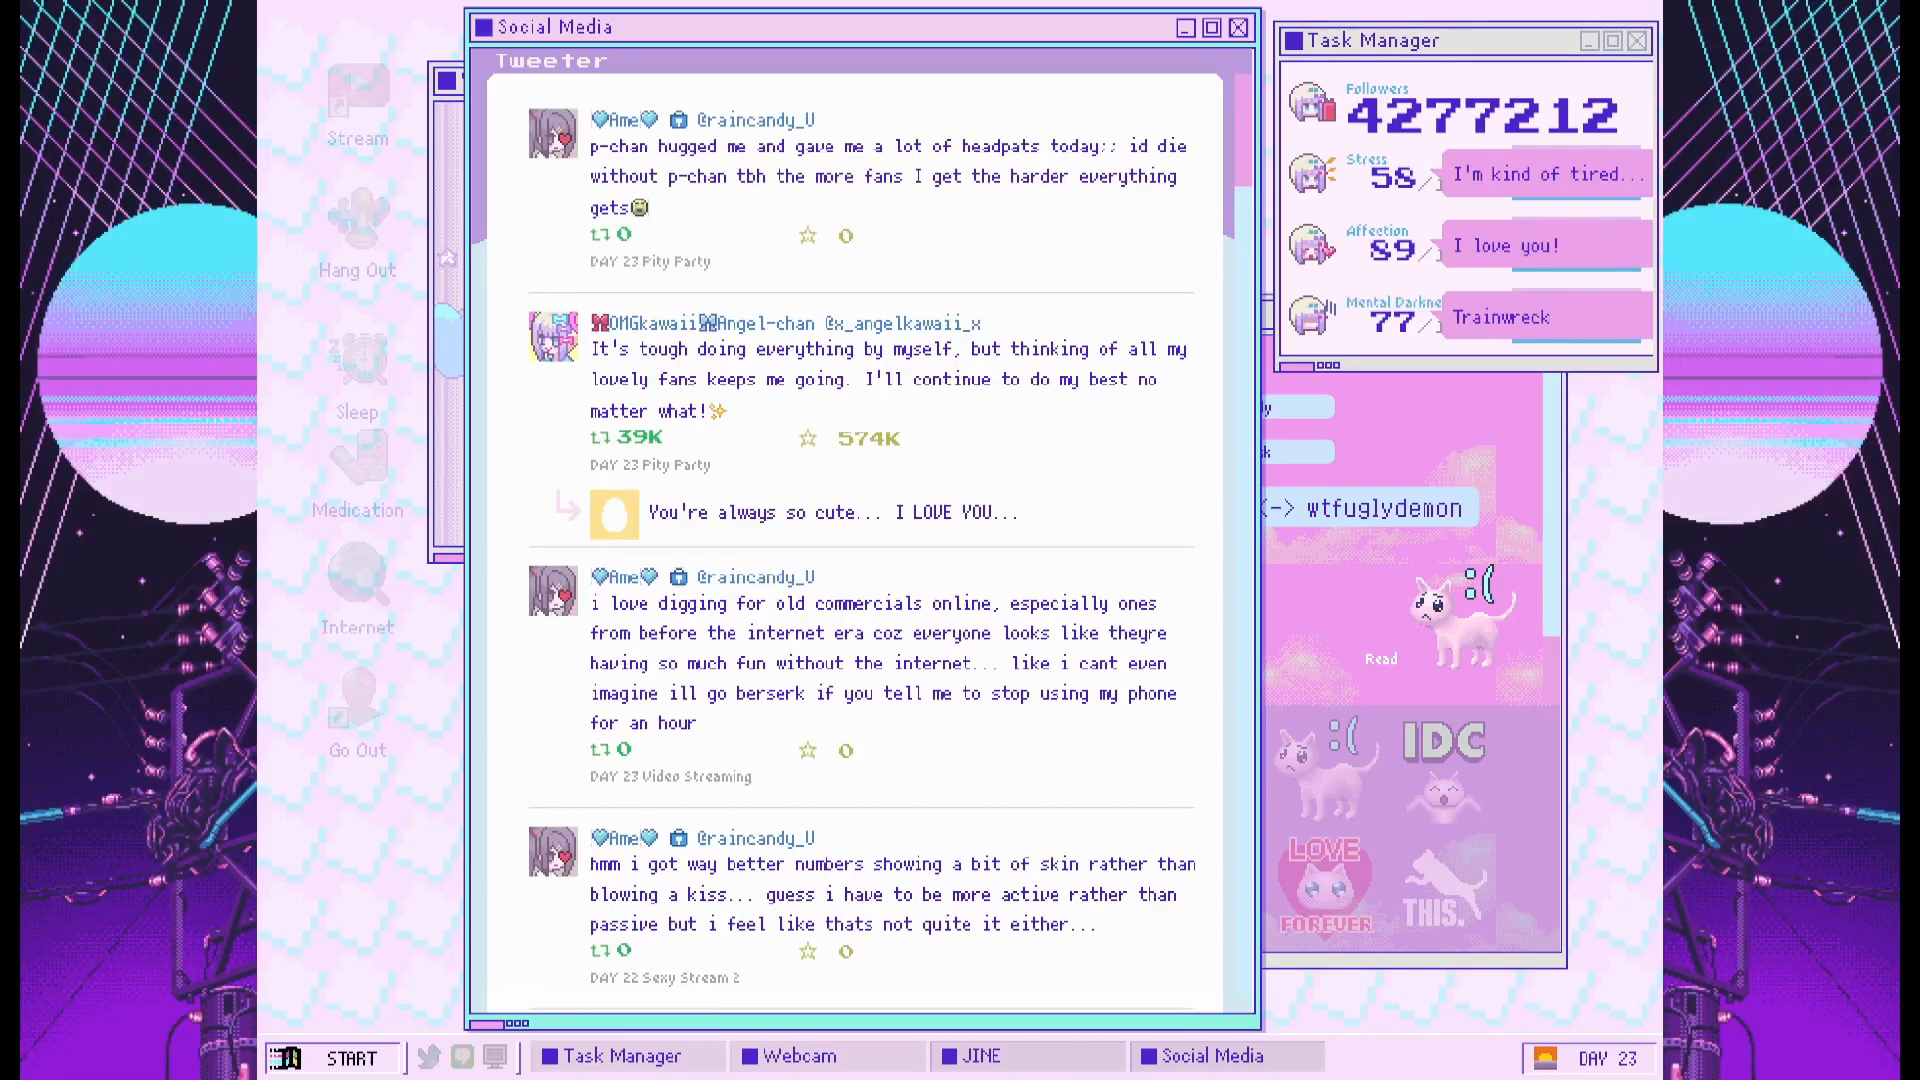 Social Media
Tweeter
Ame @raincandy_U
p-chan hugged me and gave me a lot of headpats today;; id die
without p-chan tbh the more fans I get the harder everything
gets
0 0
DAY 23 Pity Party
OMGkawaiiAngel-chan @x_angelkawaii_x
It's tough doing everything by myself, but thinking of all my
lovely fans keeps me going. I'll continue to do my best no
matter what!
39K 574K
DAY 23 Pity Party
You're always so cute... I LOVE YOU...
Ame @raincandy_U
i love digging for old commercials online, especially ones
from before the internet era coz everyone looks like theyre
having so much fun without the internet... like i cant even
imagine ill go berserk if you tell me to stop using my phone
for an hour
0 0
DAY 23 Video Streaming
Ame @raincandy_U
hmm i got way better numbers showing a bit of skin rather than
blowing a kiss... guess i have to be more active rather than
passive but i feel like thats not quite it either...
0 0
DAY 22 Sexy Stream 2
Stream
Hang Out
Sleep
Medication
Internet
Go Out
Task Manager
Followers
4277212
Stress
58/1
I'm kind of tired...
Affection
89/1
I love you!
Mental Darkne
77/1
Trainwreck
wtfuglydemon
:(
Read
:(
IDC
LOVE
FOREVER
THIS.
START
Task Manager
Webcam
JINE
Social Media
DAY 23